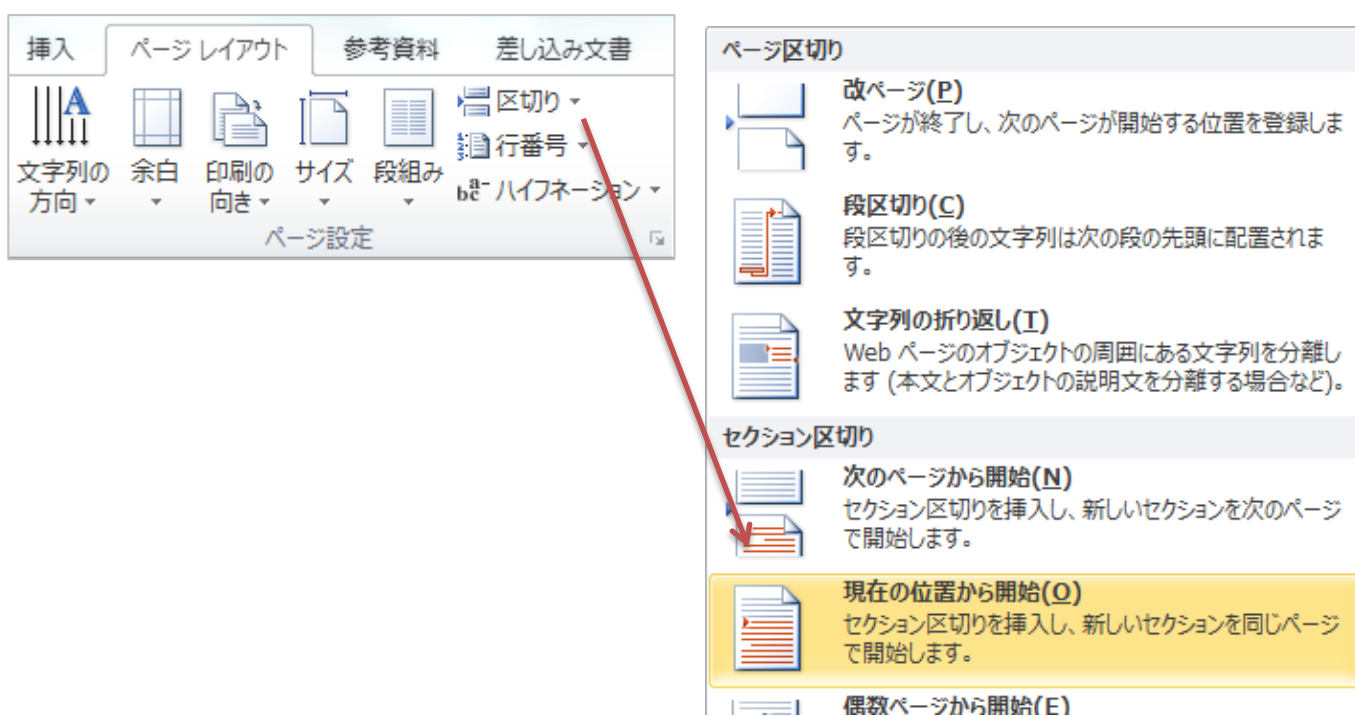 挿入
ページ レイアウト
参考資料
差し込み文書
文字列の
方向
余白
印刷の
向き
サイズ
段組み
区切り
行番号
ハイフネーション
ページ設定
ページ区切り
改ページ(P)
ページが終了し、次のページが開始する位置を登録しま
す。
段区切り(C)
段区切りの後の文字列は次の段の先頭に配置されま
す。
文字列の折り返し(T)
Web ページのオブジェクトの周囲にある文字列を分離し
ます (本文とオブジェクトの説明文を分離する場合など)。
セクション区切り
次のページから開始(N)
セクション区切りを挿入し、新しいセクションを次のページ
で開始します。
現在の位置から開始(O)
セクション区切りを挿入し、新しいセクションを同じページ
で開始します。
偶数ページから開始(E)